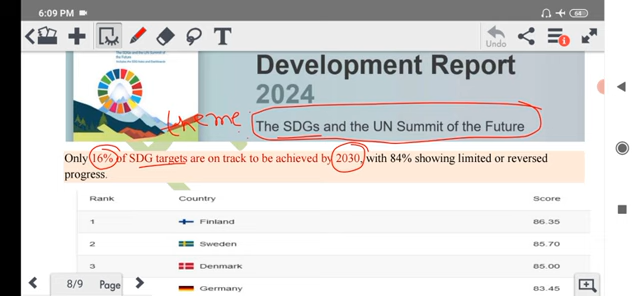 6:09 PM
64
T
Undo
Development Report
2024
theme
The SDGs and the UN Summit of the Future
Only 16% of SDG targets are on track to be achieved by 2030, with 84% showing limited or reversed
progress.
Rank Country Score
1 Finland 86.35
2 Sweden 85.70
3 Denmark 85.00
Germany 83.45
8/9 Page